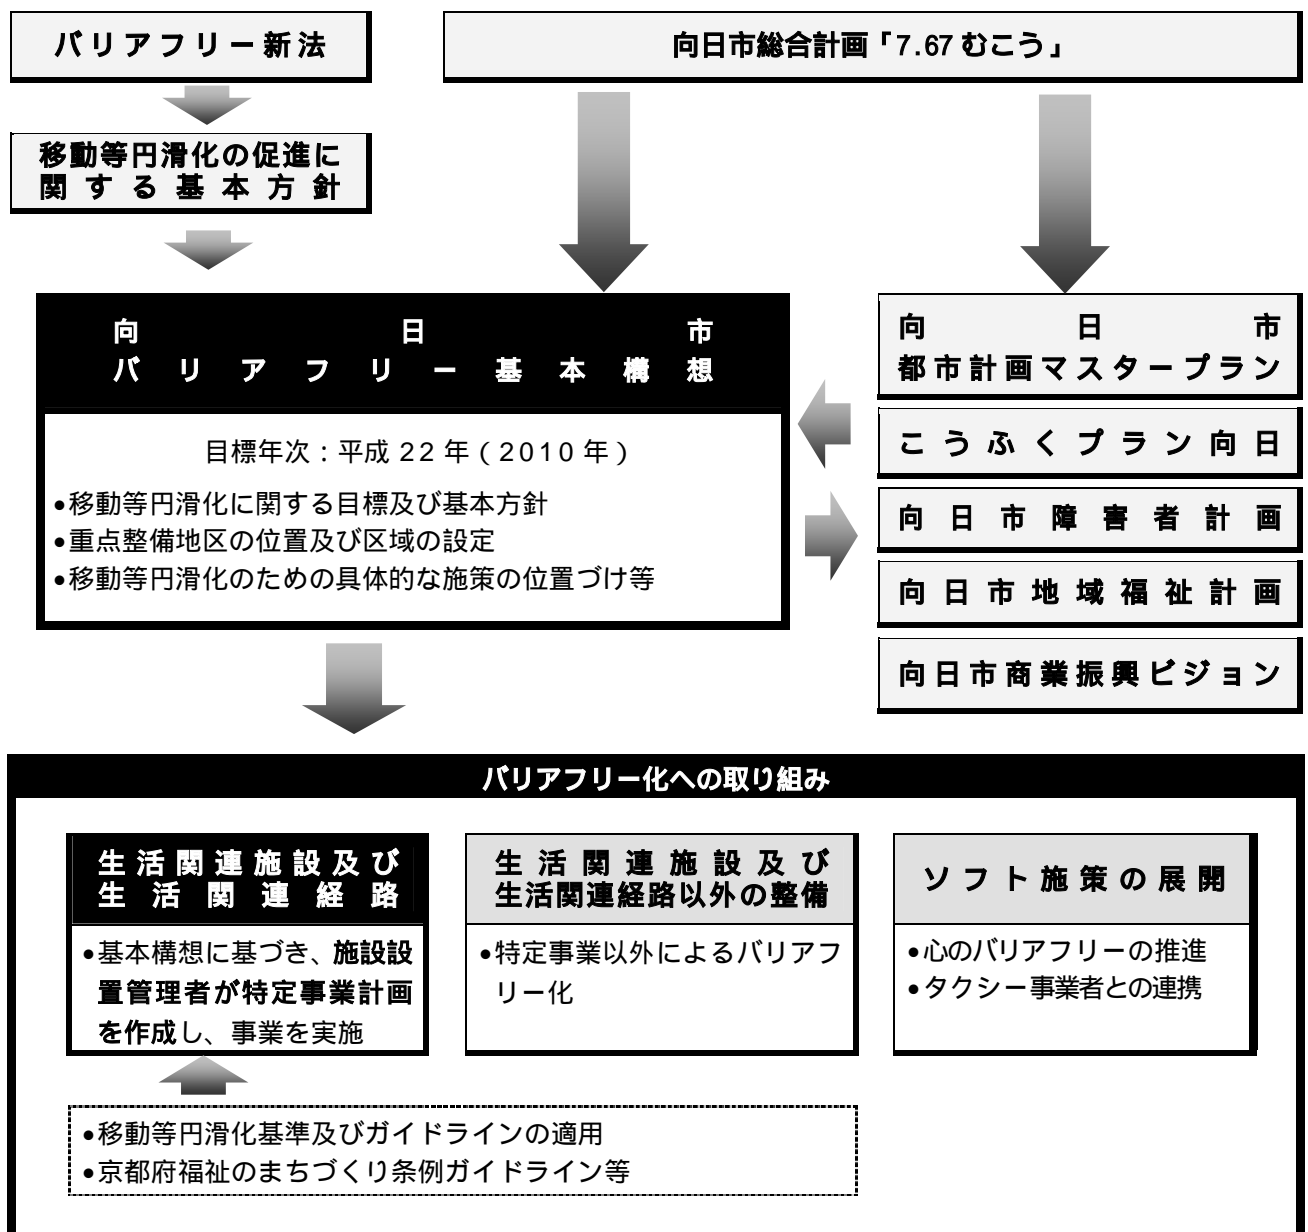 バリアフリー新法
向日市総合計画「7.67むこう」
移動等円滑化の促進に
関する基本方針
向日市
バリアフリー基本構想
目標年次：平成22年（2010年）
•移動等円滑化に関する目標及び基本方針
•重点整備地区の位置及び区域の設定
•移動等円滑化のための具体的な施策の位置づけ等
向日市
都市計画マスタープラン
こうふくプラン向日
向日市障害者計画
向日市地域福祉計画
向日市商業振興ビジョン
バリアフリー化への取り組み
生活関連施設及び
生活関連経路
•基本構想に基づき、施設設
置管理者が特定事業計画
を作成し、事業を実施
生活関連施設及び
生活関連経路以外の整備
•特定事業以外によるバリアフ
リー化
ソフト施策の展開
•心のバリアフリーの推進
•タクシー事業者との連携
•移動等円滑化基準及びガイドラインの適用
•京都府福祉のまちづくり条例ガイドライン等